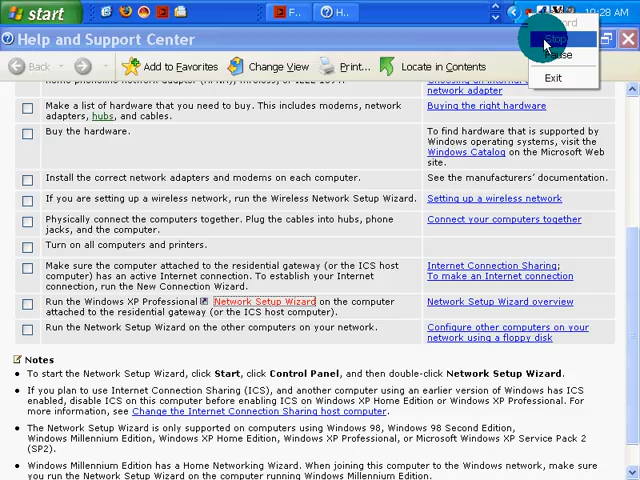 start
F..
H..
10:28 AM
Help and Support Center
Stop
Pause
Exit
Back
Add to Favorites
Change View
Print...
Locate in Contents
network adapter
Make a list of hardware that you need to buy. This includes modems, network
adapters, hubs, and cables.
Buying the right hardware
Buy the hardware.
To find hardware that is supported by
Windows operating systems, visit the
Windows Catalog on the Microsoft Web
site.
Install the correct network adapters and modems on each computer.
See the manufacturers' documentation.
If you are setting up a wireless network, run the Wireless Network Setup Wizard.
Setting up a wireless network
Physically connect the computers together. Plug the cables into hubs, phone
jacks, and the computer.
Connect your computers together
Turn on all computers and printers.
Make sure the computer attached to the residential gateway (or the ICS host
computer) has an active Internet connection. To establish your Internet
connection, run the New Connection Wizard.
Internet Connection Sharing;
To make an Internet connection
Run the Windows XP Professional Network Setup Wizard on the computer
attached to the residential gateway (or the ICS host computer).
Network Setup Wizard overview
Run the Network Setup Wizard on the other computers on your network.
Configure other computers on your
network using a floppy disk
Notes
• To start the Network Setup Wizard, click Start, click Control Panel, and then double-click Network Setup Wizard.
• If you plan to use Internet Connection Sharing (ICS), and another computer using an earlier version of Windows has ICS
enabled, disable ICS on this computer before enabling ICS on Windows XP Home Edition or Windows XP Professional. For
more information, see Change the Internet Connection Sharing host computer.
• The Network Setup Wizard is only supported on computers using Windows 98, Windows 98 Second Edition,
Windows Millennium Edition, Windows XP Home Edition, Windows XP Professional, or Microsoft Windows XP Service Pack 2
(SP2).
• Windows Millennium Edition has a Home Networking Wizard. When joining this computer to the Windows network, make sure
you run the Network Setup Wizard on the computer running Windows Millennium Edition.